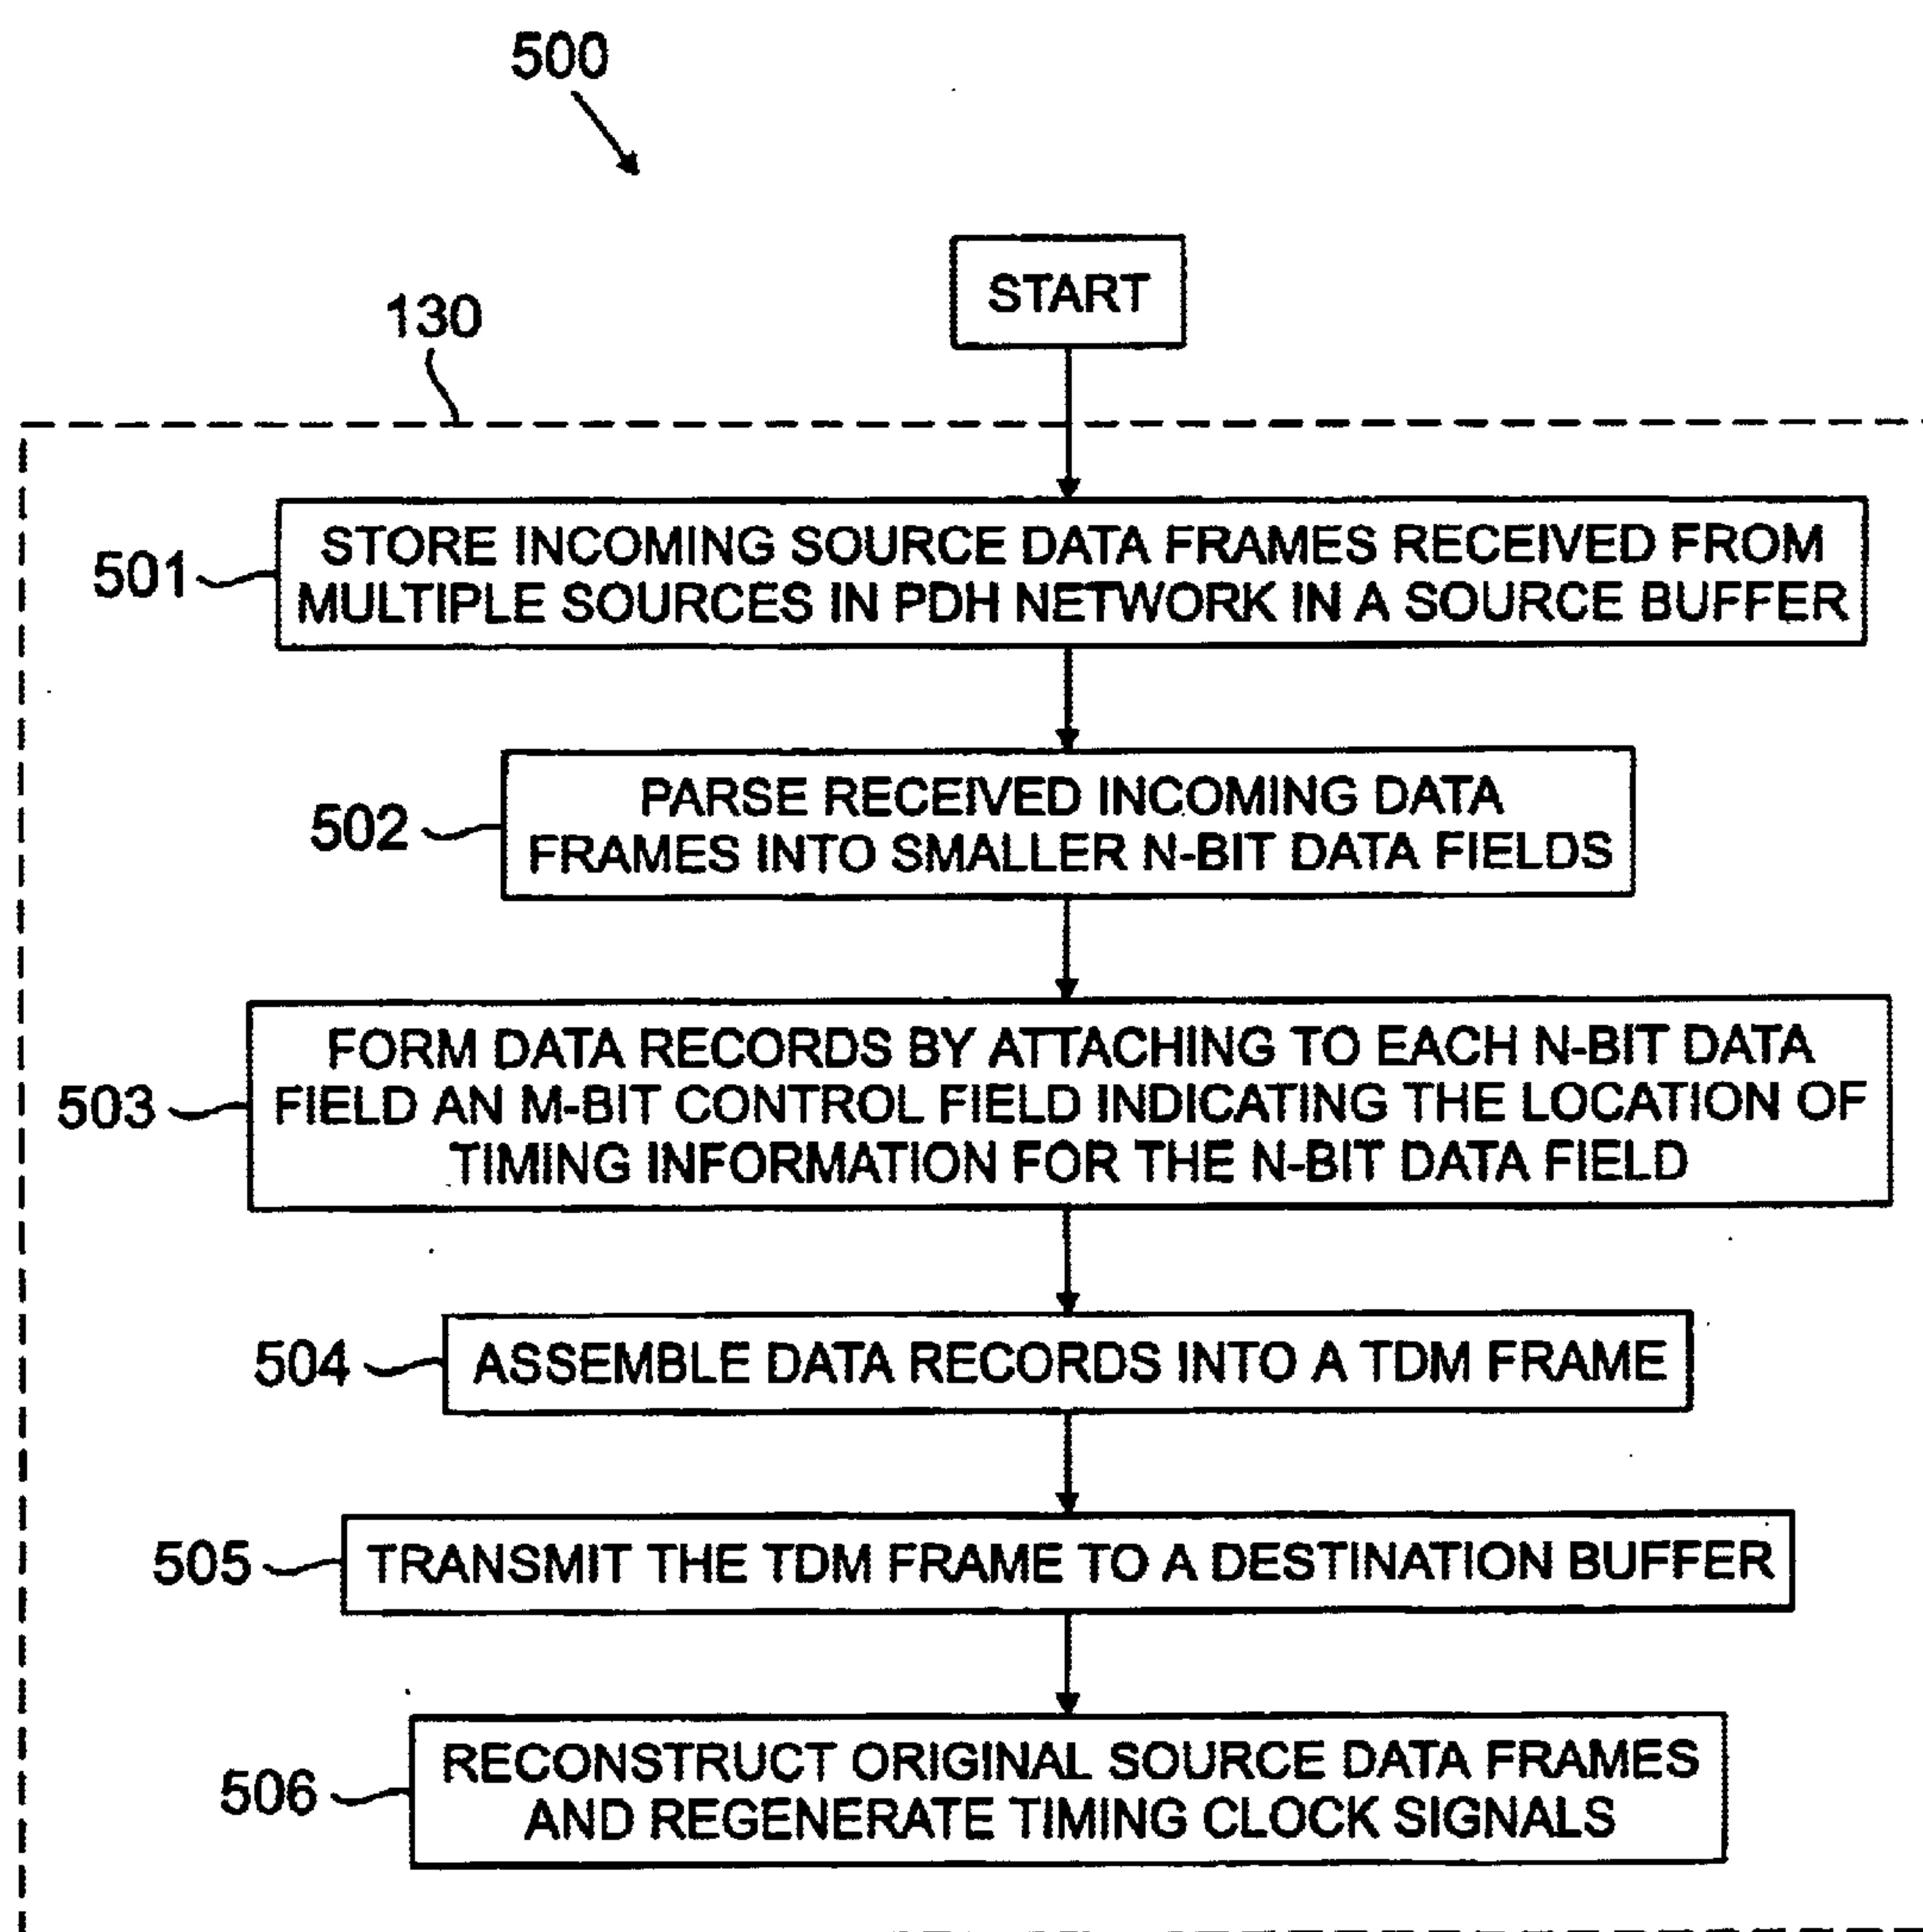 500
START
130
501
STORE INCOMING SOURCE DATA FRAMES RECEIVED FROM
MULTIPLE SOURCES IN PDH NETWORK IN A SOURCE BUFFER
502
PARSE RECEIVED INCOMING DATA
FRAMES INTO SMALLER N-BIT DATA FIELDS
503
FORM DATA RECORDS BY ATTACHING TO EACH N-BIT DATA
FIELD AN M-BIT CONTROL FIELD INDICATING THE LOCATION OF
TIMING INFORMATION FOR THE N-BIT DATA FIELD
504
ASSEMBLE DATA RECORDS INTO A TDM FRAME
505
TRANSMIT THE TDM FRAME TO A DESTINATION BUFFER
506
RECONSTRUCT ORIGINAL SOURCE DATA FRAMES
AND REGENERATE TIMING CLOCK SIGNALS